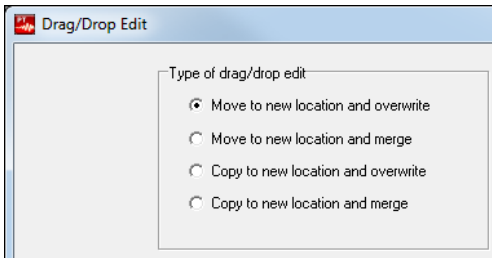 Drag/Drop Edit
Type of drag/drop edit
Move to new location and overwrite
Move to new location and merge
Copy to new location and overwrite
Copy to new location and merge